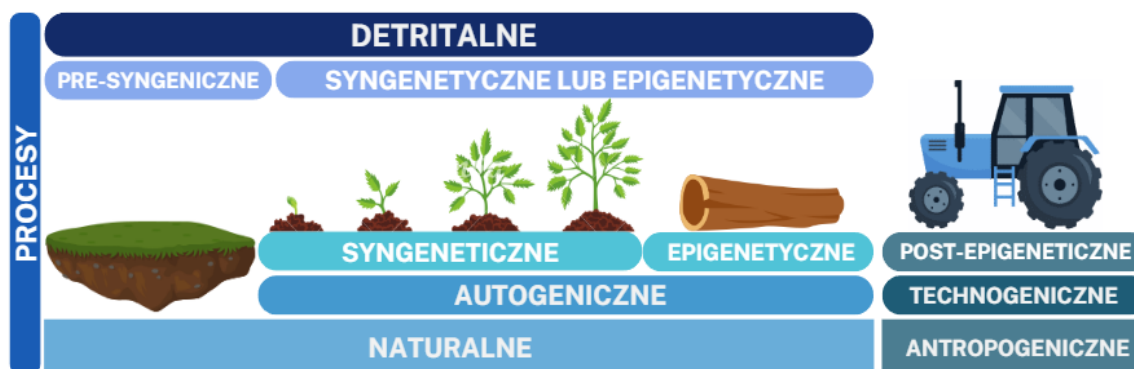 PROCESY
DETRITALNE
PRE-SYNGENICZNE
SYNGENETYCZNE LUB EPIGENETYCZNE
SYNGENETICZNE
EPIGENETYCZNE
POST-EPIGENETICZNE
AUTOGENICZNE
TECHNOGENICZNE
NATURALNE
ANTROPOGENICZNE